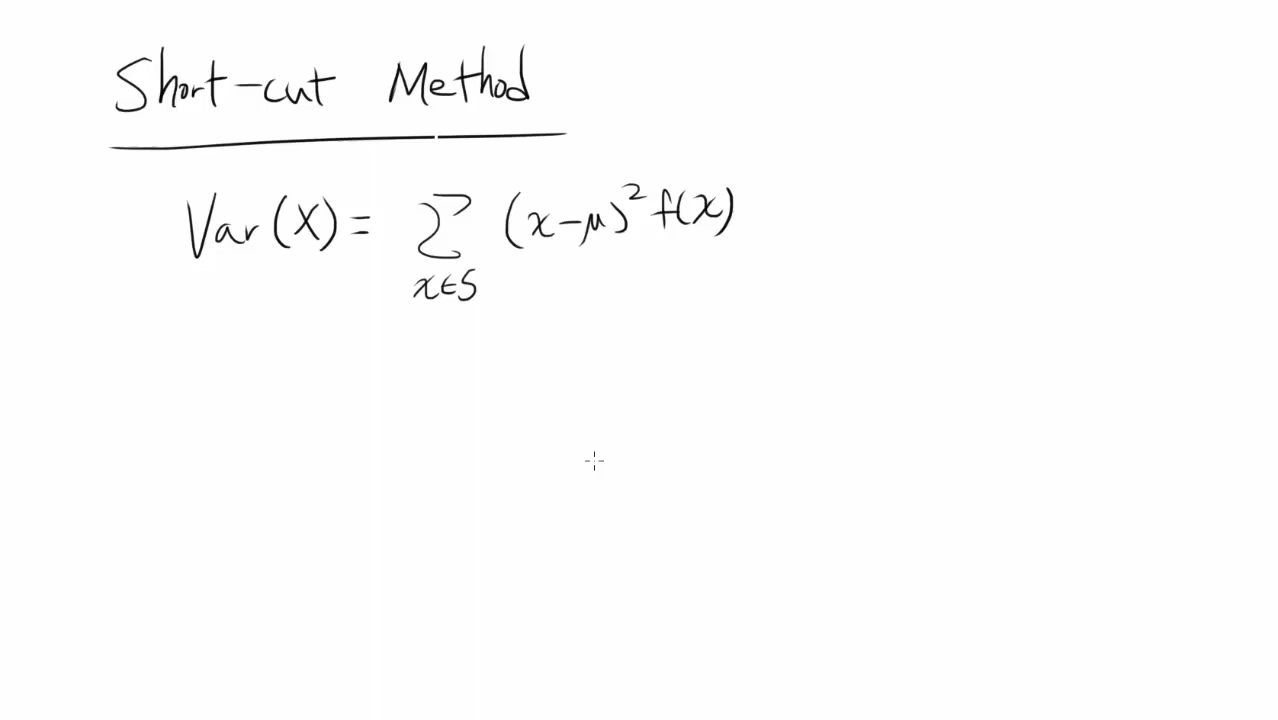 Short-cut Method
Var(X) = ∑ (x-μ)² f(x)
x∈S